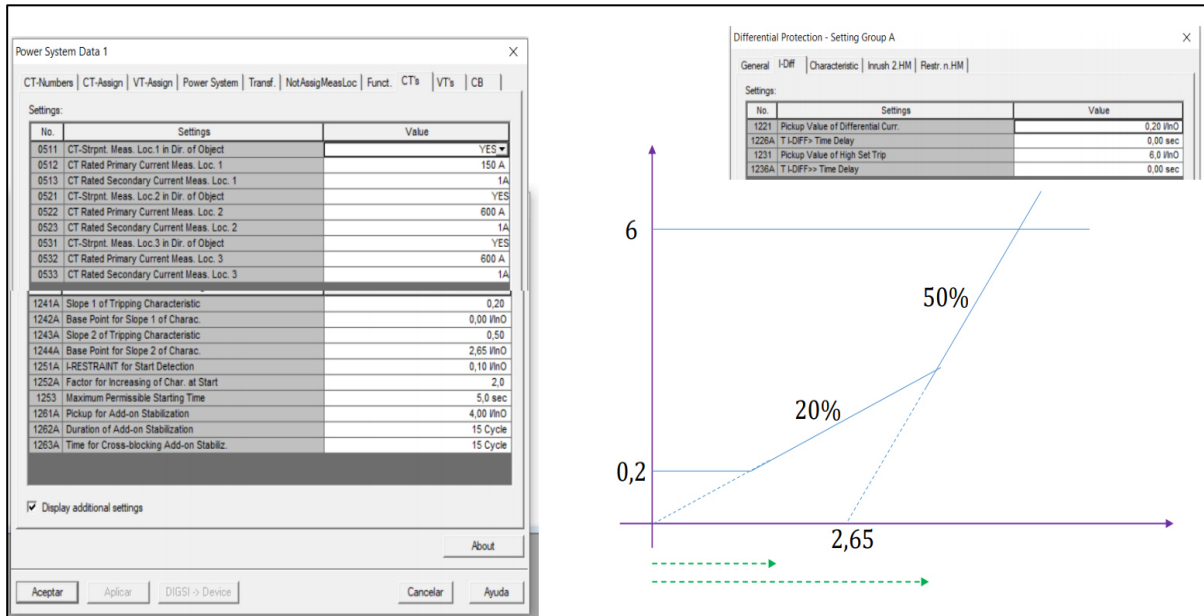 Power System Data 1
CT-Numbers CT-Assign VT-Assign Power System Transf. NotAssigMeasLoc Funct. CT's VT's CB
Settings:
No. Settings Value
0511 CT-Strpnt. Meas. Loc.1 in Dir. of Object YES
0512 CT Rated Primary Current Meas. Loc. 1 150 A
0513 CT Rated Secondary Current Meas. Loc. 1 1A
0521 CT-Strpnt. Meas. Loc.2 in Dir. of Object YES
0522 CT Rated Primary Current Meas. Loc. 2 600 A
0523 CT Rated Secondary Current Meas. Loc. 2 1A
0531 CT-Strpnt. Meas. Loc.3 in Dir. of Object YES
0532 CT Rated Primary Current Meas. Loc. 3 600 A
0533 CT Rated Secondary Current Meas. Loc. 3 1A
1241A Slope 1 of Tripping Characteristic 0,20
1242A Base Point for Slope 1 of Charac. 0,00 I/InO
1243A Slope 2 of Tripping Characteristic 0,50
1244A Base Point for Slope 2 of Charac. 2,65 I/InO
1251A I-RESTRAINT for Start Detection 0,10 I/InO
1252A Factor for Increasing of Char. at Start 2,0
1253 Maximum Permissible Starting Time 5,0 sec
1261A Pickup for Add-on Stabilization 4,00 I/InO
1262A Duration of Add-on Stabilization 15 Cycle
1263A Time for Cross-blocking Add-on Stabiliz. 15 Cycle
Display additional settings
About
Aceptar Aplicar DIGSI -> Device Cancelar Ayuda
Differential Protection - Setting Group A
General I-Diff Characteristic Inrush 2.HM Restr. n.HM
Settings:
No. Settings Value
1221 Pickup Value of Differential Curr. 0,20 I/InO
1226A T I-DIFF> Time Delay 0,00 sec
1231 Pickup Value of High Set Trip 6,0 I/InO
1236A T I-DIFF>> Time Delay 0,00 sec
6
50%
20%
0,2
2,65